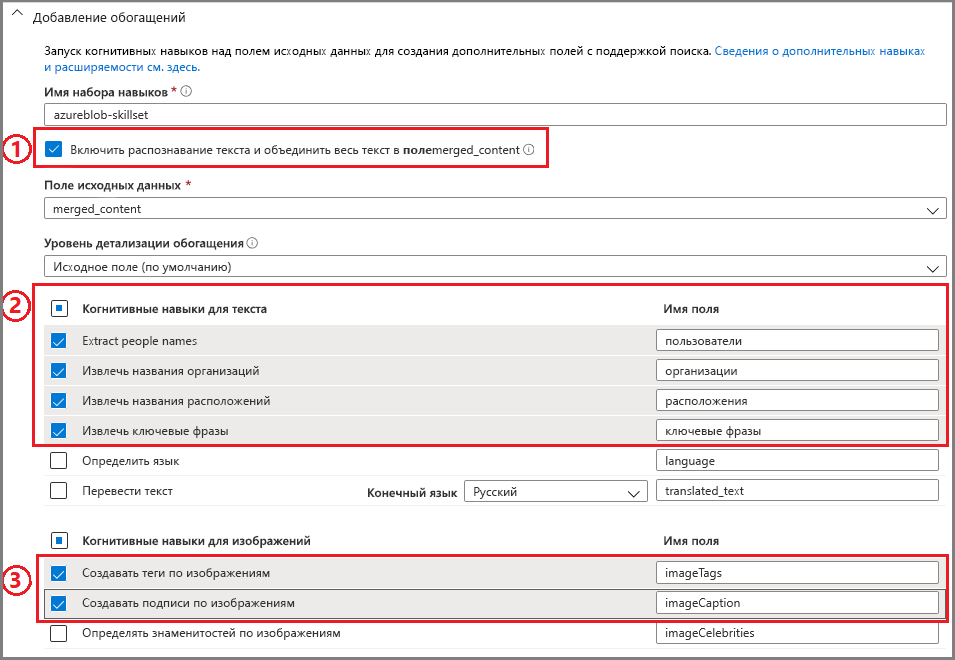 Добавление обогащений
Запуск когнитивных навыков над полем исходных данных для создания дополнительных полей с поддержкой поиска. Сведения о дополнительных навыках
и расширяемости см. здесь.
Имя набора навыков *
azureblob-skillset
1 Включить распознавание текста и объединить весь текст в полеmerged_content
Поле исходных данных *
merged_content
Уровень детализации обогащения
Исходное поле (по умолчанию)
2 Когнитивные навыки для текста Имя поля
Extract people names пользователи
Извлечь названия организаций организации
Извлечь названия расположений расположения
Извлечь ключевые фразы ключевые фразы
Определить язык language
Перевести текст Конечный язык Русский translated_text
Когнитивные навыки для изображений Имя поля
3 Создавать теги по изображениям imageTags
Создавать подписи по изображениям imageCaption
Определять знаменитостей по изображениям imageCelebrities